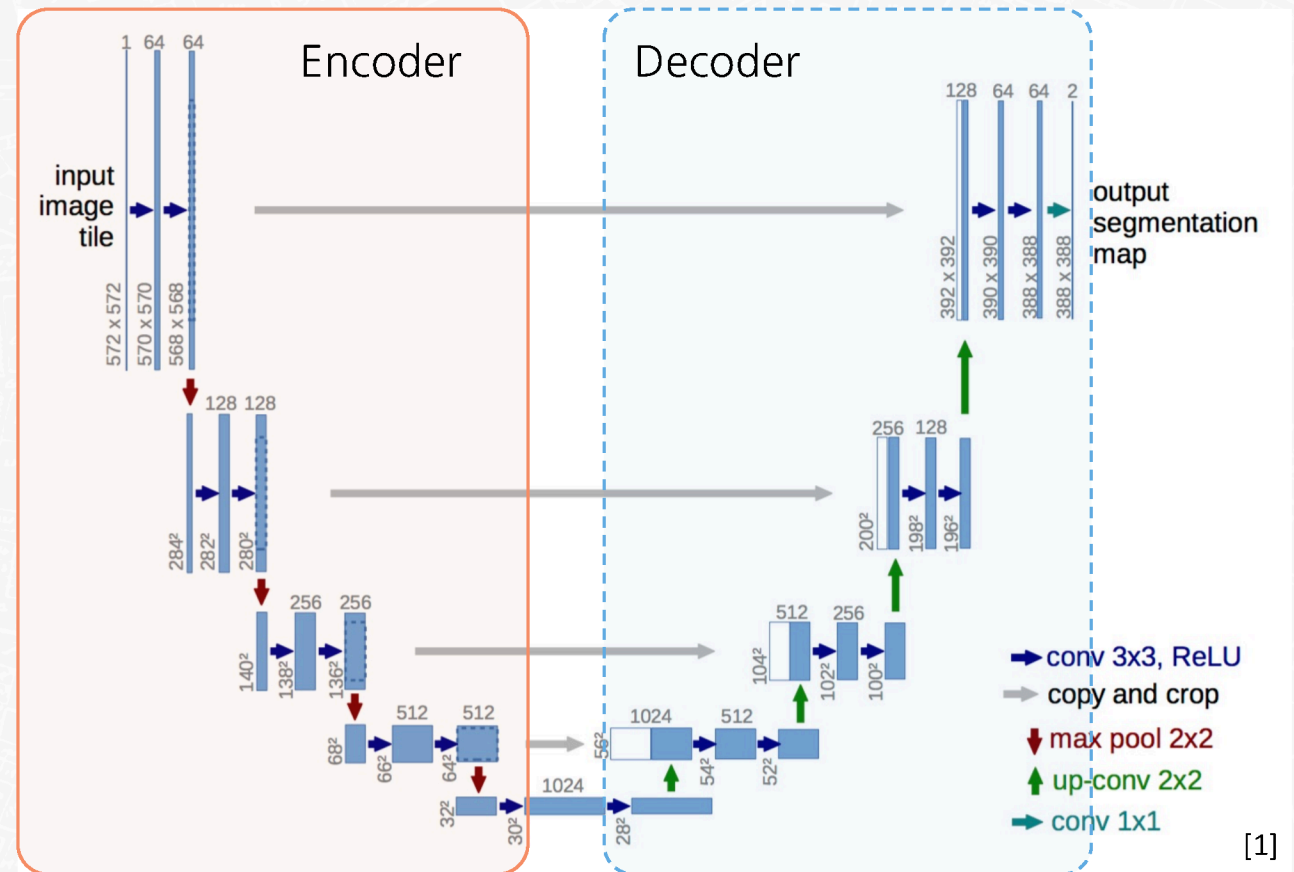 Encoder
Decoder
1 64 64
input
image
tile
572 x 572
570 x 570
568 x 568
128 64 64 2
output
segmentation
map
392 x 392
390 x 390
388 x 388
388 x 388
128 128
284²
282²
280²
256 128
200²
198²
196²
256 256
140²
138²
136²
512 256
104²
102²
100²
512 512
68²
66²
64²
1024 512
56²
54²
52²
1024
32²
30²
28²
conv 3x3, ReLU
copy and crop
max pool 2x2
up-conv 2x2
conv 1x1
[1]